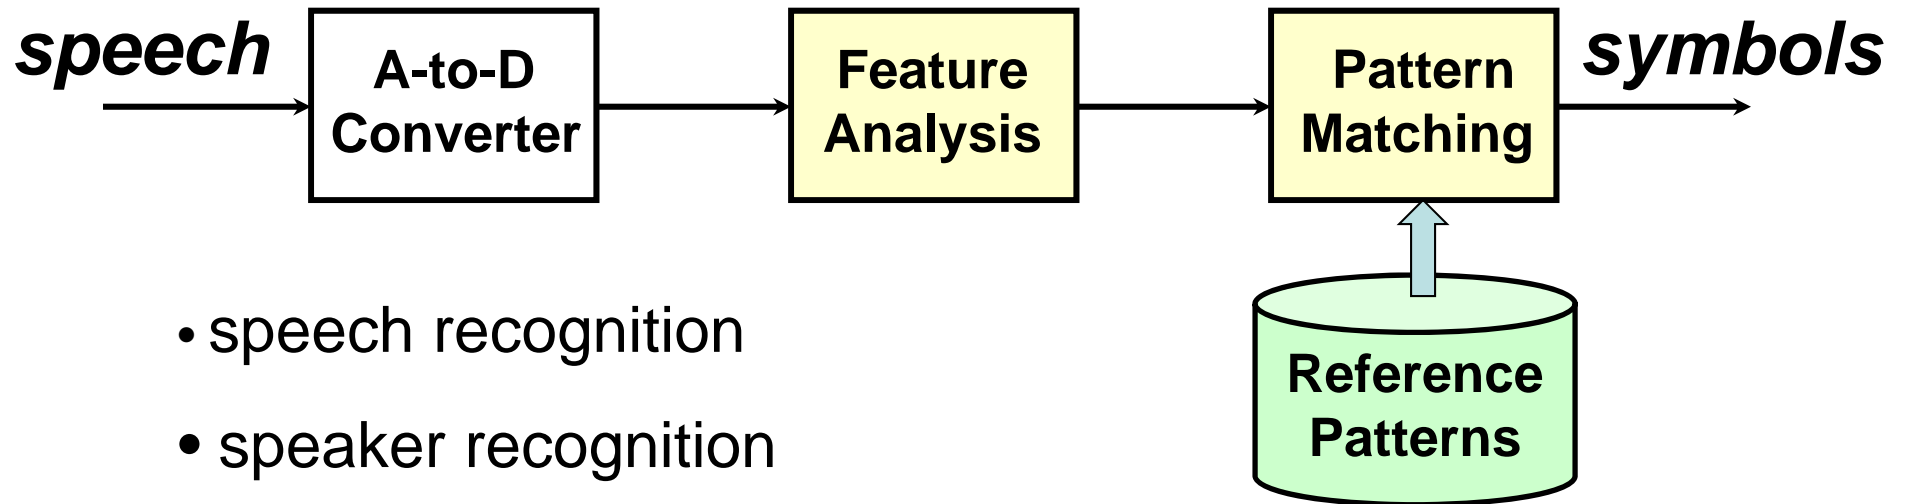 speech
A-to-D
Converter
Feature
Analysis
Pattern
Matching
symbols
• speech recognition
• speaker recognition
Reference
Patterns